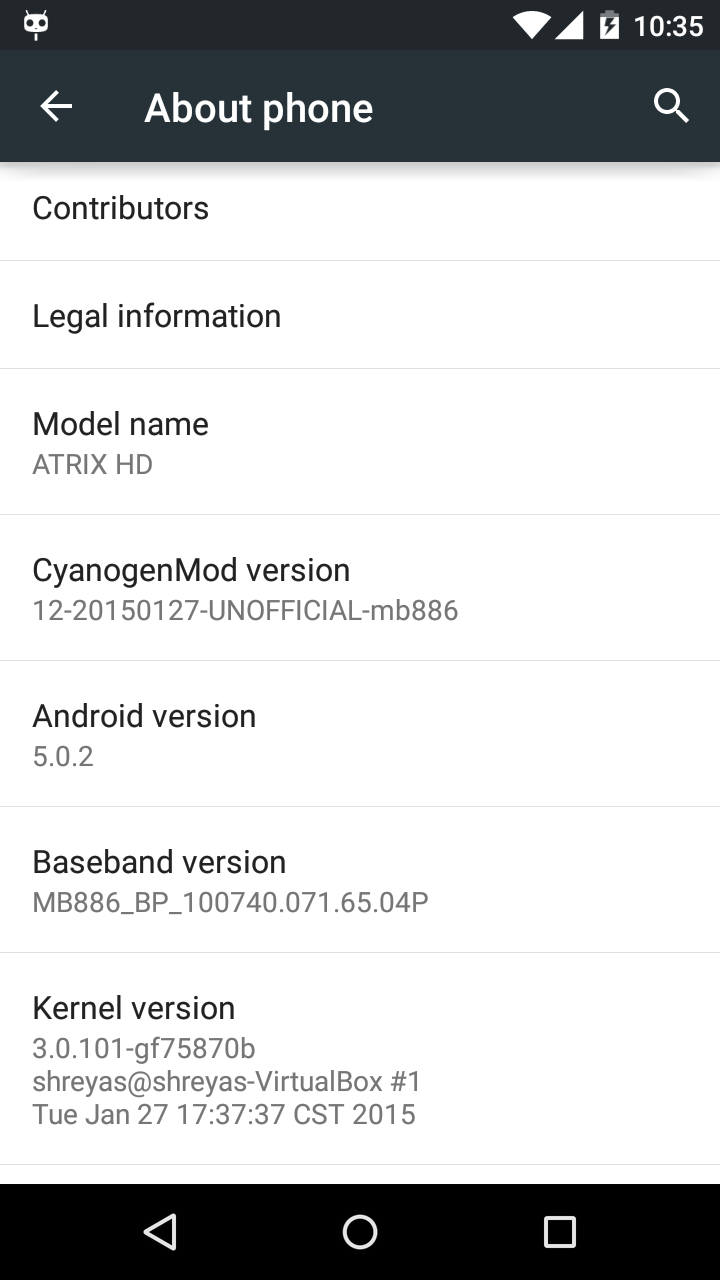 10:35
About phone
Contributors
Legal information
Model name
ATRIX HD
CyanogenMod version
12-20150127-UNOFFICIAL-mb886
Android version
5.0.2
Baseband version
MB886_BP_100740.071.65.04P
Kernel version
3.0.101-gf75870b
shreyas@shreyas-VirtualBox #1
Tue Jan 27 17:37:37 CST 2015